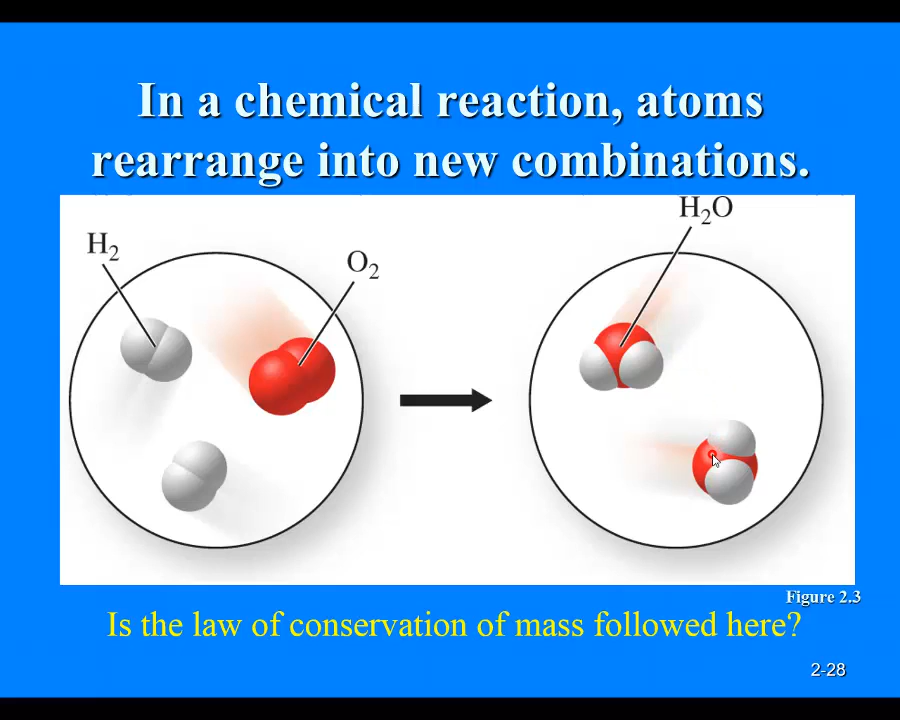 In a chemical reaction, atoms
rearrange into new combinations.
H₂O
H₂
O₂
Figure 2.3
Is the law of conservation of mass followed here?
2-28